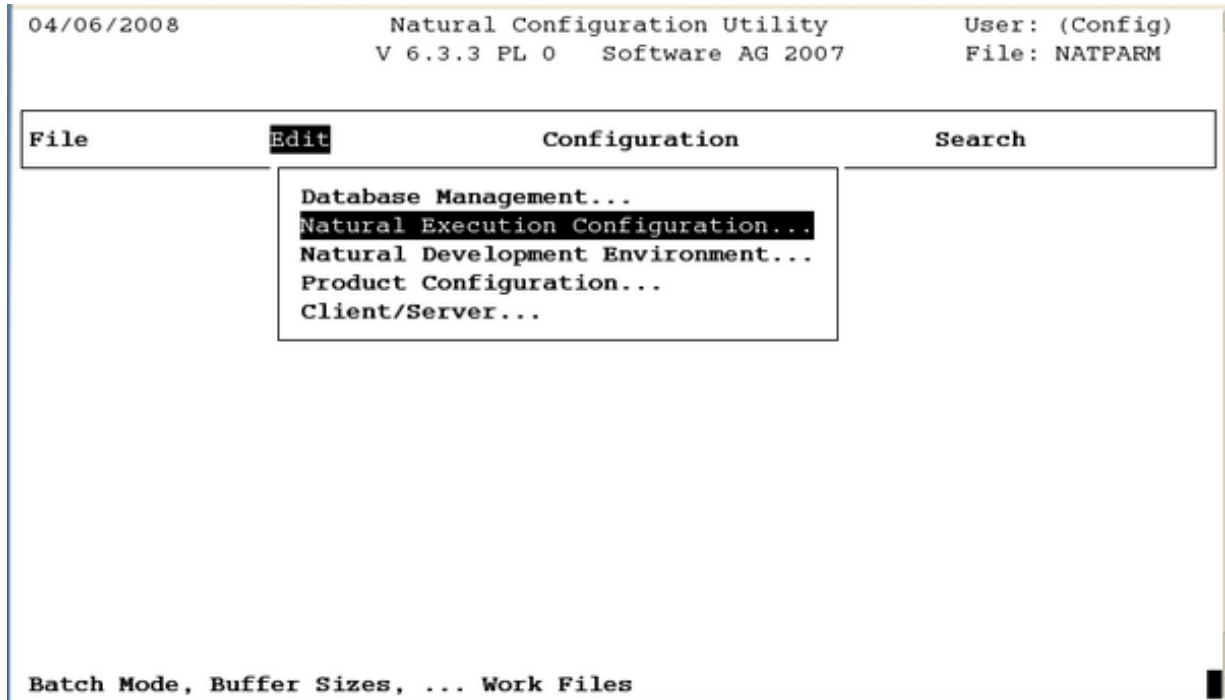 04/06/2008 Natural Configuration Utility User: (Config)
V 6.3.3 PL 0 Software AG 2007 File: NATPARM
File Edit Configuration Search
Database Management...
Natural Execution Configuration...
Natural Development Environment...
Product Configuration...
Client/Server...
Batch Mode, Buffer Sizes, ... Work Files